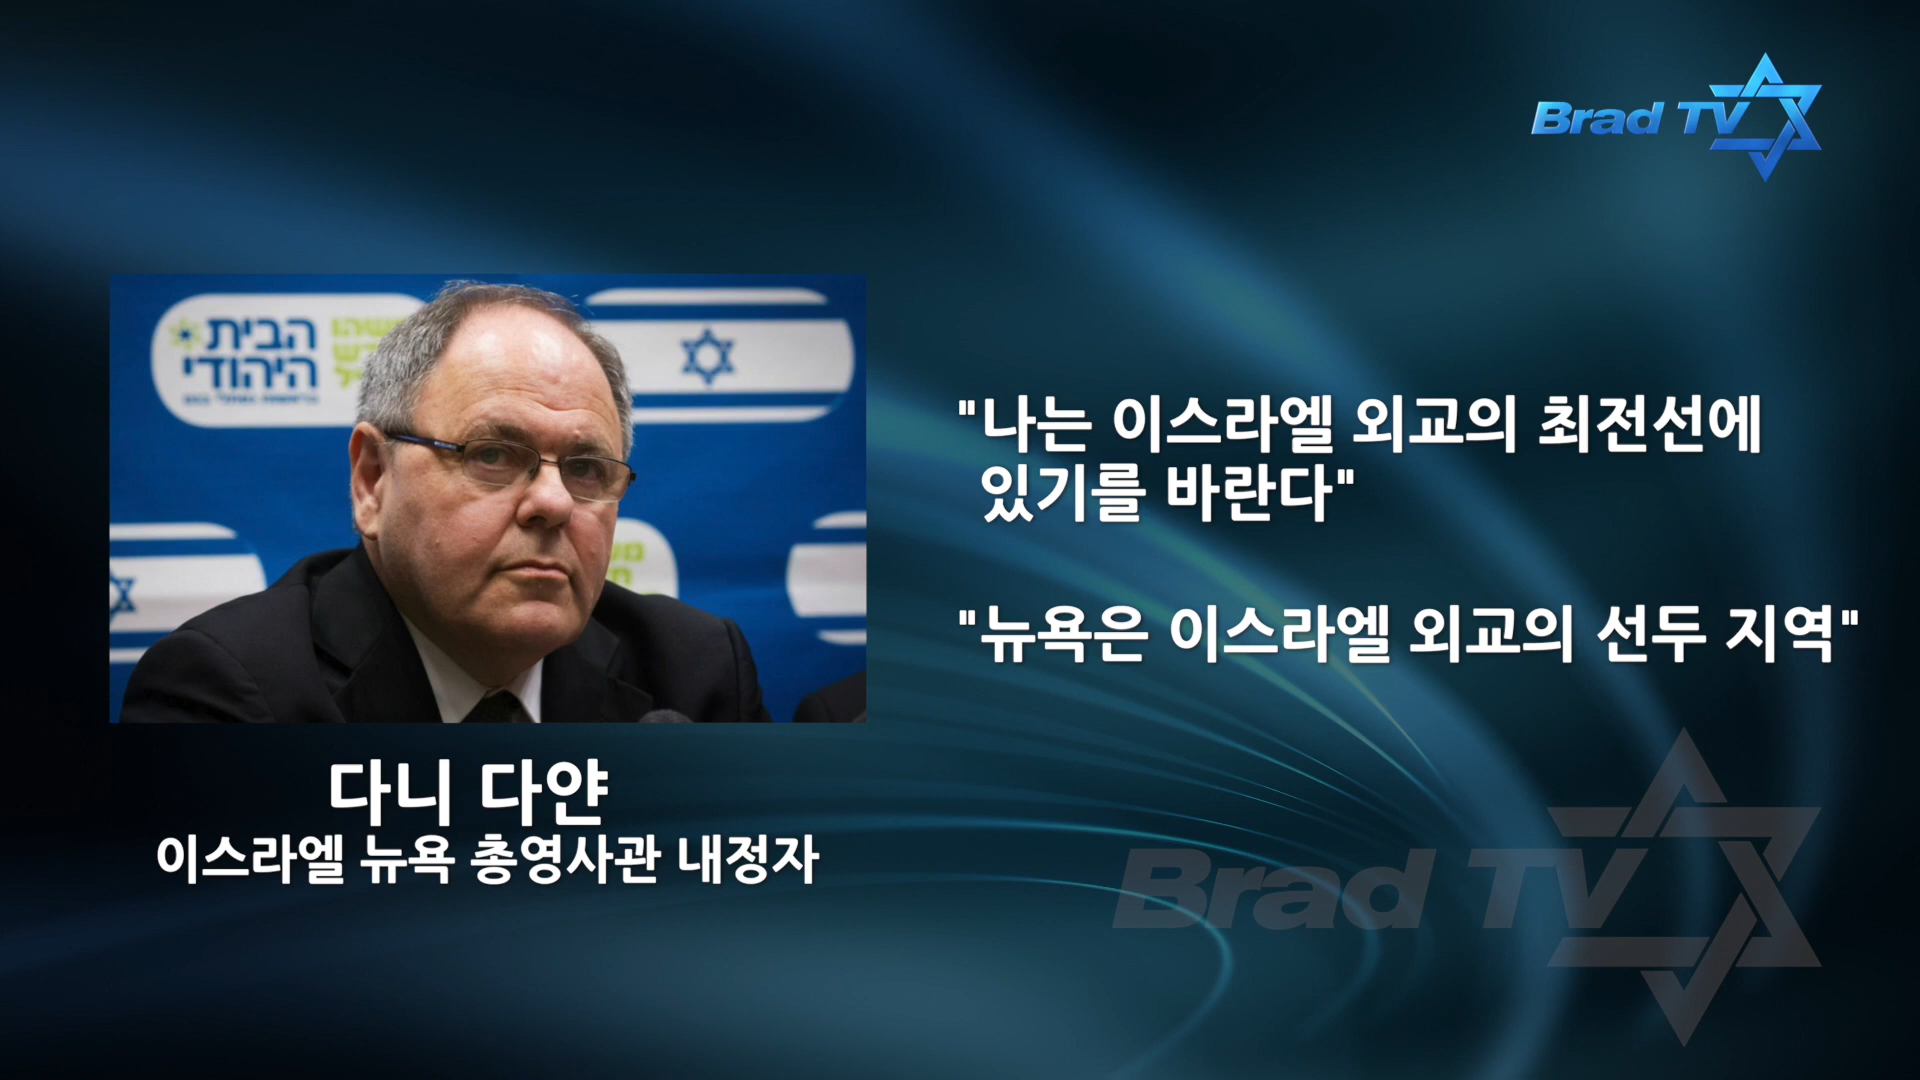 Brad TV
הבית
היהודי
"나는 이스라엘 외교의 최전선에
있기를 바란다"
"뉴욕은 이스라엘 외교의 선두 지역"
다니 다얀
이스라엘 뉴욕 총영사관 내정자
Brad TV